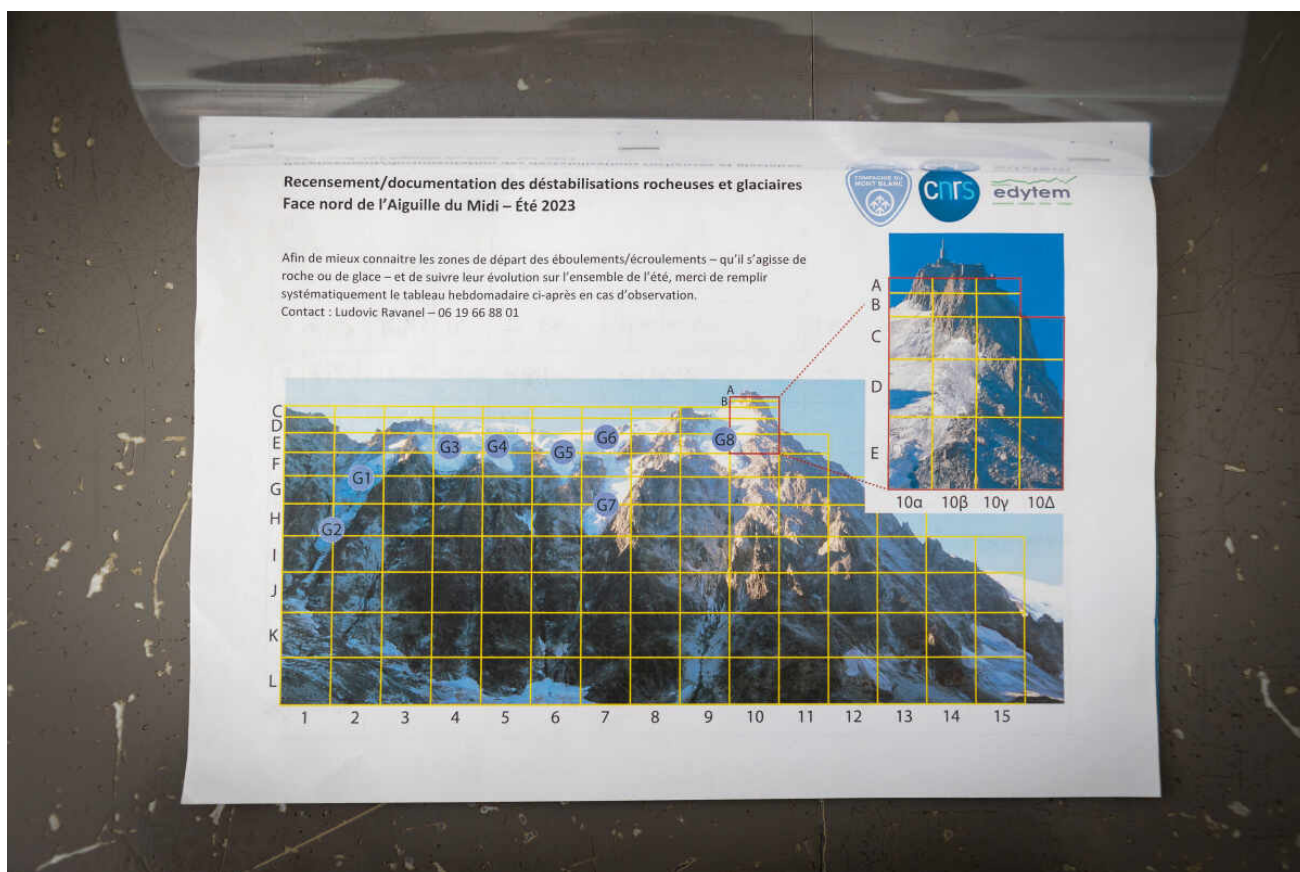 Recensement/documentation des déstabilisations rocheuses et glaciaires
Face nord de l'Aiguille du Midi – Été 2023
COMPAGNIE DU
MONT BLANC
cnrs
edytem
Afin de mieux connaitre les zones de départ des éboulements/écroulements – qu'il s'agisse de
roche ou de glace – et de suivre leur évolution sur l'ensemble de l'été, merci de remplir
systématiquement le tableau hebdomadaire ci-après en cas d'observation.
Contact : Ludovic Ravanel – 06 19 66 88 01
A
B
C
D
E
10α 10β 10γ 10Δ
A
B
C
D
E
F
G
H
I
J
K
L
G1
G2
G3
G4
G5
G6
G7
G8
1 2 3 4 5 6 7 8 9 10 11 12 13 14 15